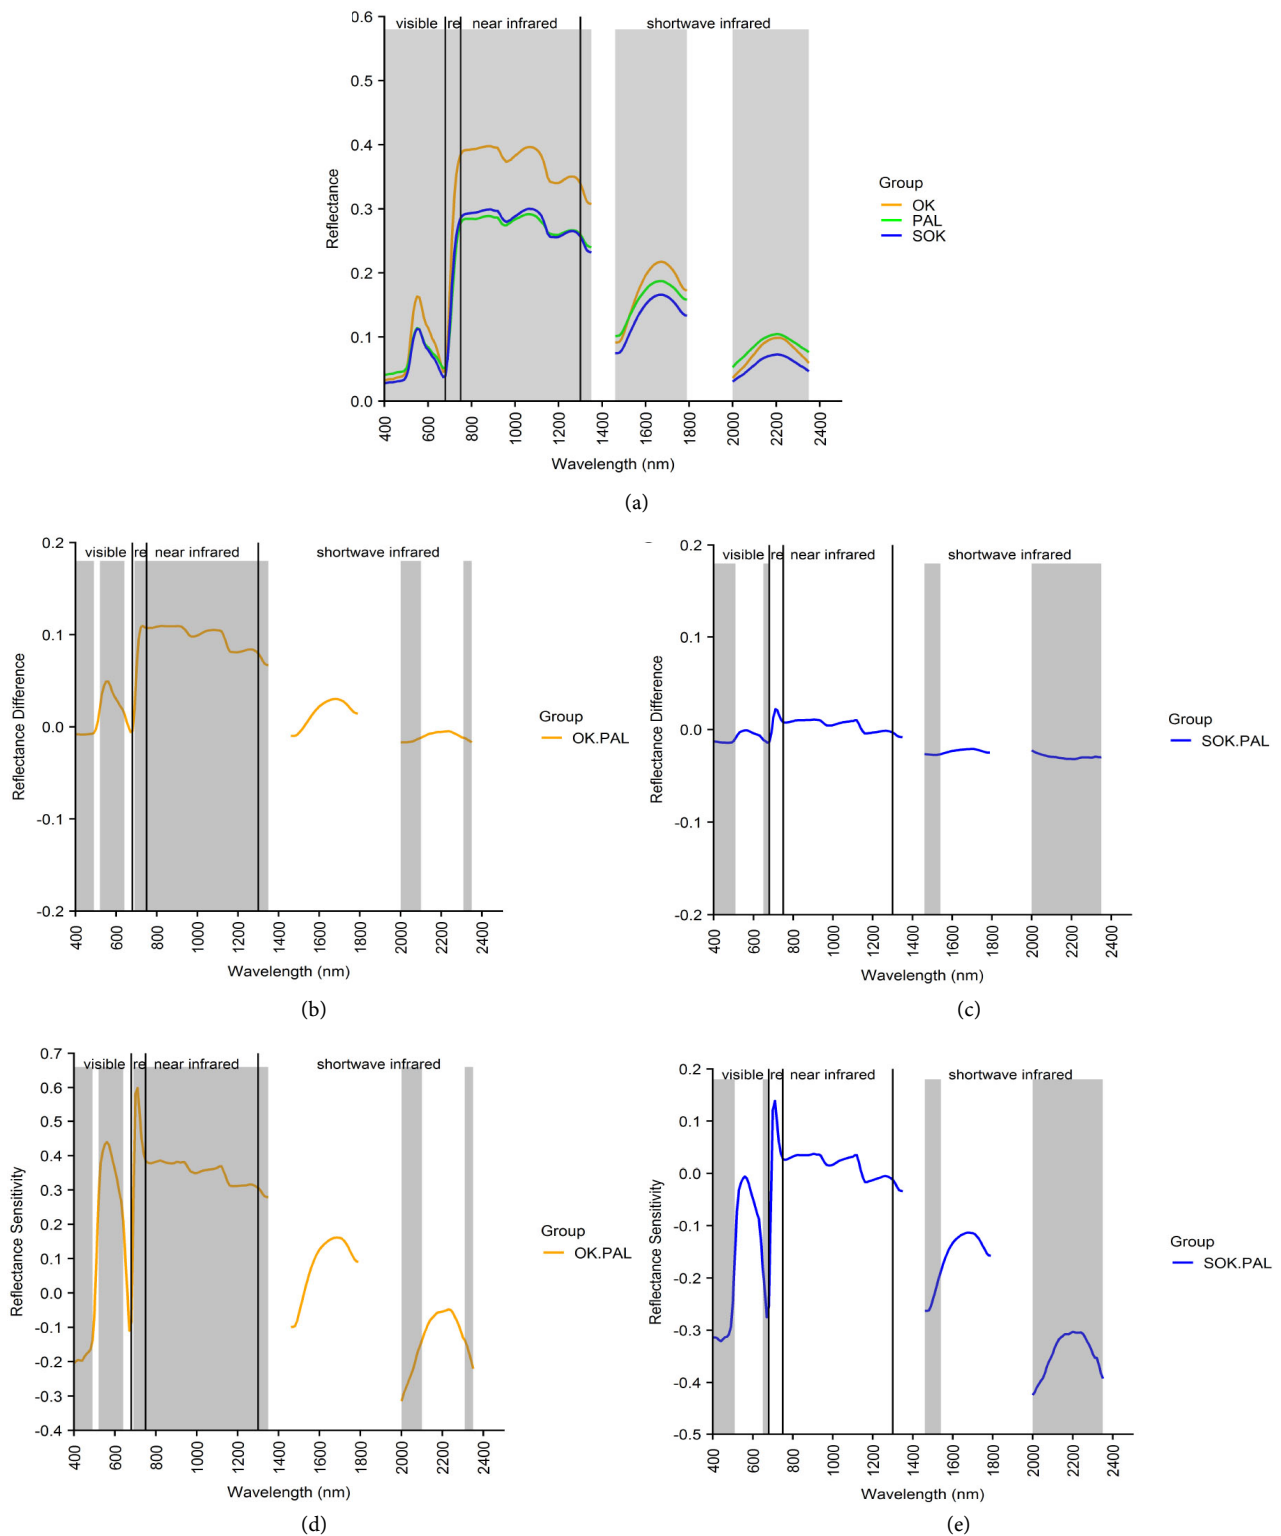 visible re near infrared shortwave infrared
0.6
0.5
0.4
0.3
0.2
0.1
0.0
Reflectance
400 600 800 1000 1200 1400 1600 1800 2000 2200 2400
Wavelength (nm)
Group
OK
PAL
SOK
(a)
visible re near infrared shortwave infrared
0.2
0.1
0.0
-0.1
-0.2
Reflectance Difference
400 600 800 1000 1200 1400 1600 1800 2000 2200 2400
Wavelength (nm)
Group
OK.PAL
(b)
visible re near infrared shortwave infrared
0.2
0.1
0.0
-0.1
-0.2
Reflectance Difference
400 600 800 1000 1200 1400 1600 1800 2000 2200 2400
Wavelength (nm)
Group
SOK.PAL
(c)
visible re near infrared shortwave infrared
0.7
0.6
0.5
0.4
0.3
0.2
0.1
0.0
-0.1
-0.2
-0.3
-0.4
Reflectance Sensitivity
400 600 800 1000 1200 1400 1600 1800 2000 2200 2400
Wavelength (nm)
Group
OK.PAL
(d)
visible re near infrared shortwave infrared
0.2
0.1
0.0
-0.1
-0.2
-0.3
-0.4
-0.5
Reflectance Sensitivity
400 600 800 1000 1200 1400 1600 1800 2000 2200 2400
Wavelength (nm)
Group
SOK.PAL
(e)